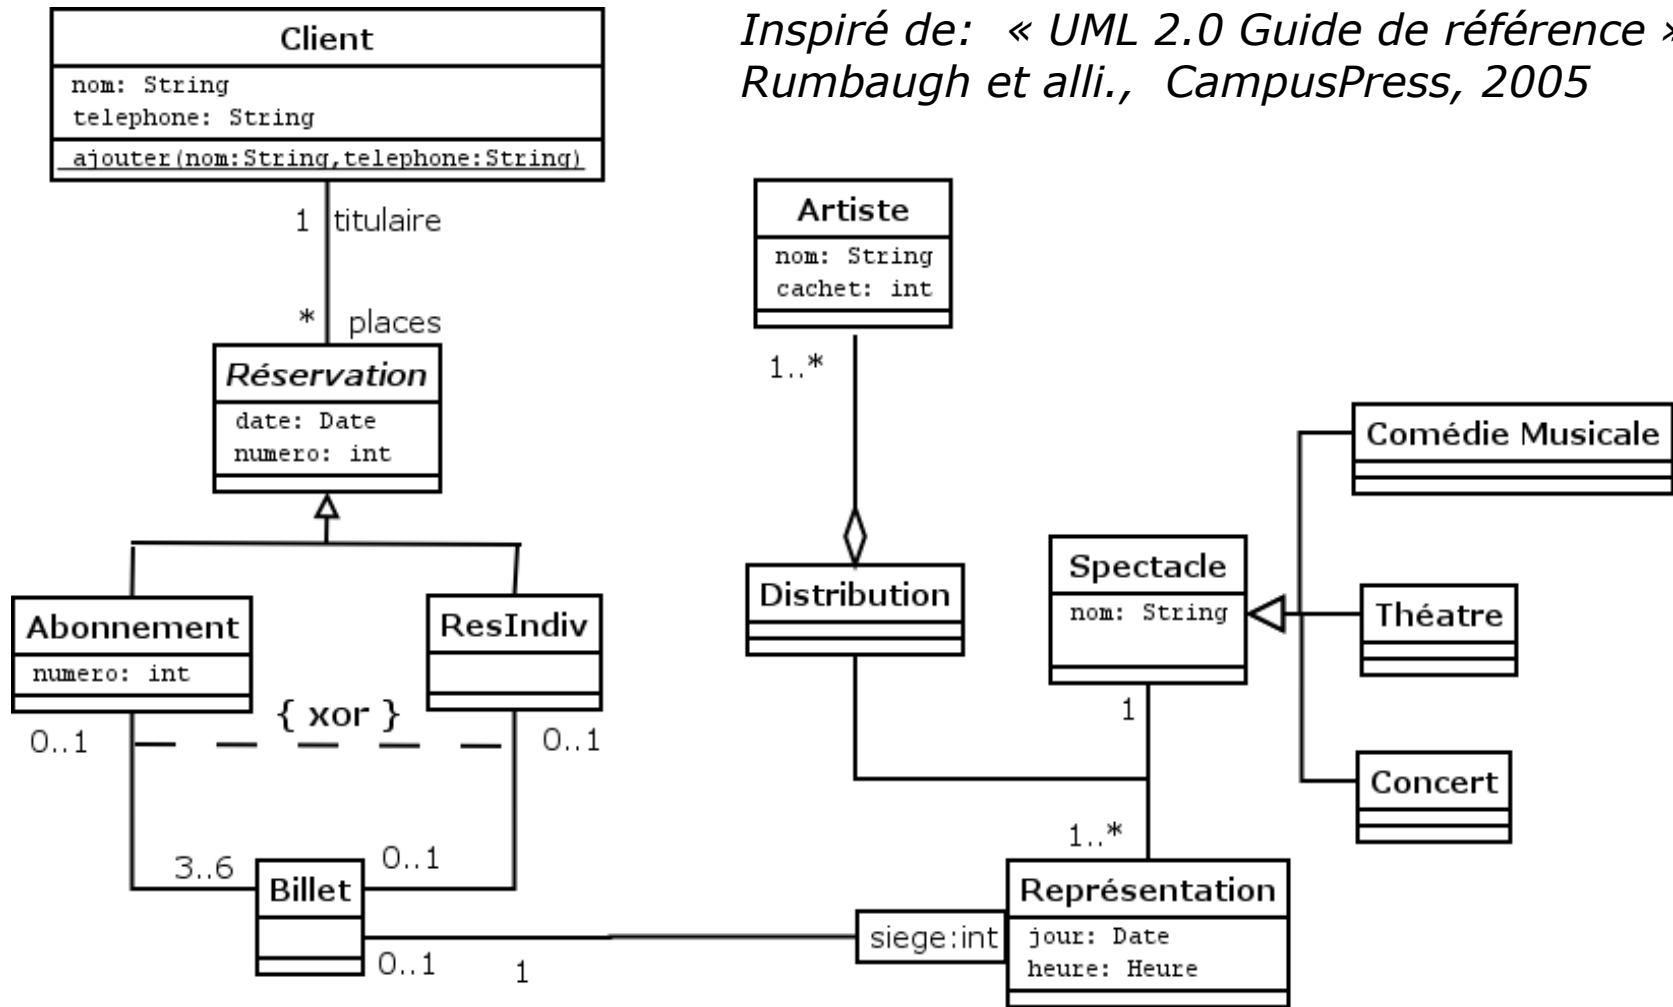 Inspiré de: « UML 2.0 Guide de référence »
Rumbaugh et alli., CampusPress, 2005
Client
nom: String
telephone: String
ajouter(nom:String,telephone:String)
1 titulaire
* places
Réservation
date: Date
numero: int
Abonnement
numero: int
ResIndiv
{ xor }
0..1
0..1
3..6
0..1
Billet
0..1
1
siege:int
Artiste
nom: String
cachet: int
1..*
Distribution
Spectacle
nom: String
1
1..*
Représentation
jour: Date
heure: Heure
Comédie Musicale
Théatre
Concert